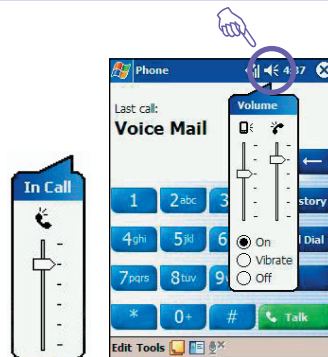 Phone 4:37
Last call:
Voice Mail
Volume
In Call
On
Vibrate
Off
1 2abc 3
4ghi 5jkl 6
7pqrs 8tuv 9
* 0+ #
story
Dial
Talk
Edit Tools